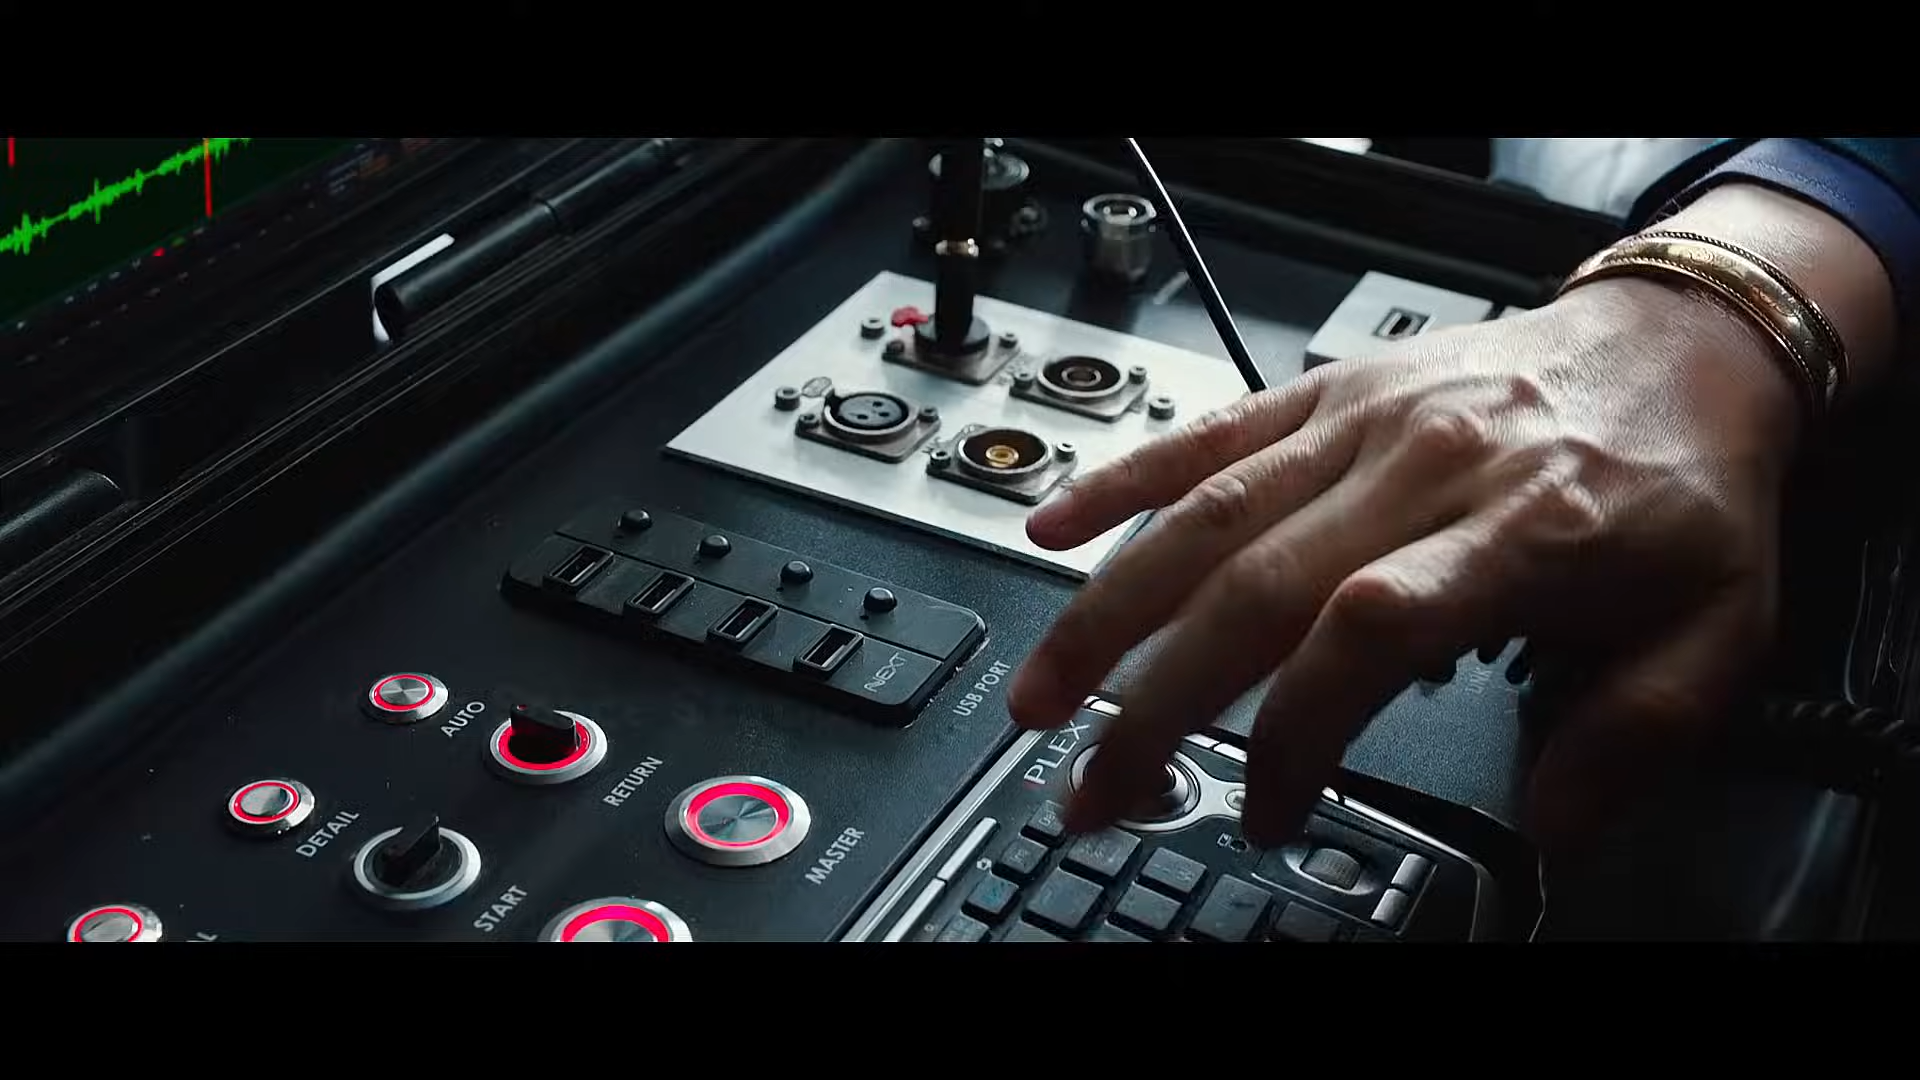 NEXT
USB PORT
AUTO
RETURN
PLEX
DETAIL
MASTER
START